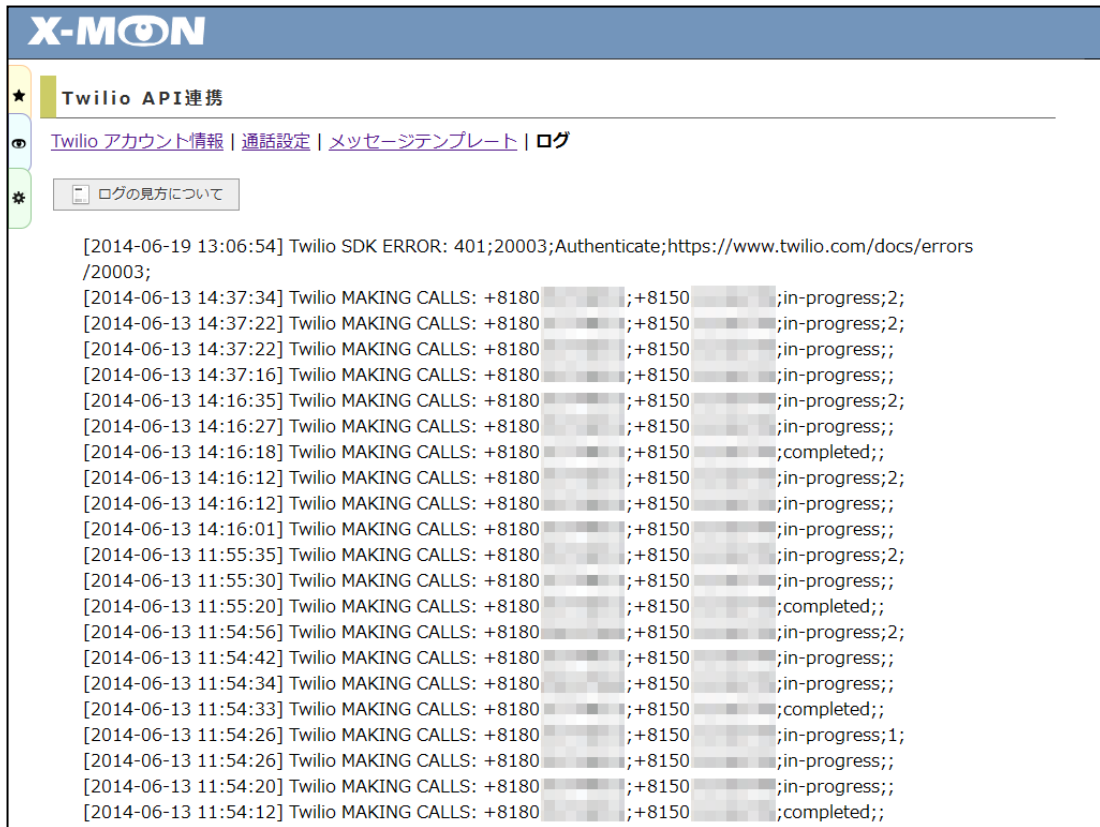 X-MON
Twilio API連携
Twilio アカウント情報 | 通話設定 | メッセージテンプレート | ログ
ログの見方について
[2014-06-19 13:06:54] Twilio SDK ERROR: 401;20003;Authenticate;https://www.twilio.com/docs/errors
/20003;
[2014-06-13 14:37:34] Twilio MAKING CALLS: +8180 ;+8150 ;in-progress;2;
[2014-06-13 14:37:22] Twilio MAKING CALLS: +8180 ;+8150 ;in-progress;2;
[2014-06-13 14:37:22] Twilio MAKING CALLS: +8180 ;+8150 ;in-progress;;
[2014-06-13 14:37:16] Twilio MAKING CALLS: +8180 ;+8150 ;in-progress;;
[2014-06-13 14:16:35] Twilio MAKING CALLS: +8180 ;+8150 ;in-progress;2;
[2014-06-13 14:16:27] Twilio MAKING CALLS: +8180 ;+8150 ;in-progress;;
[2014-06-13 14:16:18] Twilio MAKING CALLS: +8180 ;+8150 ;completed;;
[2014-06-13 14:16:12] Twilio MAKING CALLS: +8180 ;+8150 ;in-progress;2;
[2014-06-13 14:16:12] Twilio MAKING CALLS: +8180 ;+8150 ;in-progress;;
[2014-06-13 14:16:01] Twilio MAKING CALLS: +8180 ;+8150 ;in-progress;;
[2014-06-13 11:55:35] Twilio MAKING CALLS: +8180 ;+8150 ;in-progress;2;
[2014-06-13 11:55:30] Twilio MAKING CALLS: +8180 ;+8150 ;in-progress;;
[2014-06-13 11:55:20] Twilio MAKING CALLS: +8180 ;+8150 ;completed;;
[2014-06-13 11:54:56] Twilio MAKING CALLS: +8180 ;+8150 ;in-progress;2;
[2014-06-13 11:54:42] Twilio MAKING CALLS: +8180 ;+8150 ;in-progress;;
[2014-06-13 11:54:34] Twilio MAKING CALLS: +8180 ;+8150 ;in-progress;;
[2014-06-13 11:54:33] Twilio MAKING CALLS: +8180 ;+8150 ;completed;;
[2014-06-13 11:54:26] Twilio MAKING CALLS: +8180 ;+8150 ;in-progress;1;
[2014-06-13 11:54:26] Twilio MAKING CALLS: +8180 ;+8150 ;in-progress;;
[2014-06-13 11:54:20] Twilio MAKING CALLS: +8180 ;+8150 ;in-progress;;
[2014-06-13 11:54:12] Twilio MAKING CALLS: +8180 ;+8150 ;completed;;